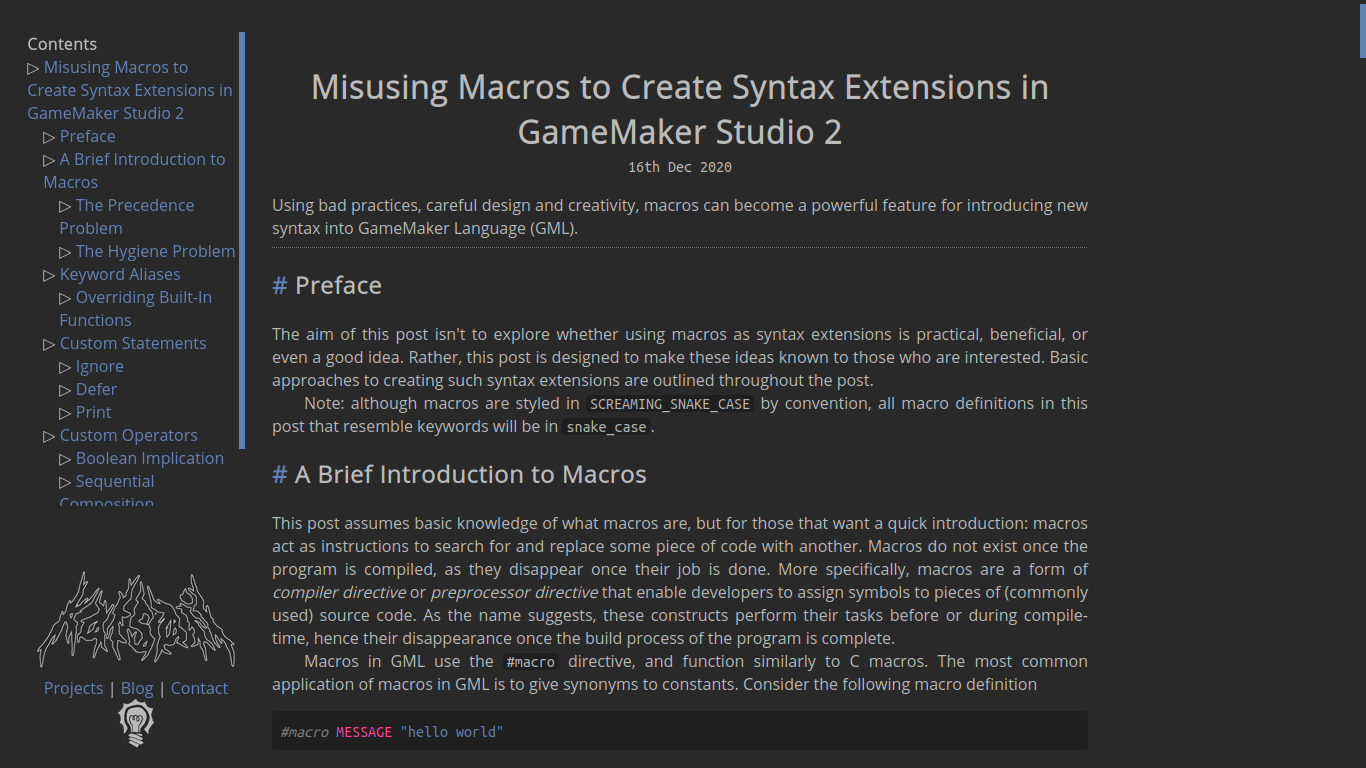 Contents
▷ Misusing Macros to
Create Syntax Extensions in
GameMaker Studio 2
▷ Preface
▷ A Brief Introduction to
Macros
▷ The Precedence
Problem
▷ The Hygiene Problem
▷ Keyword Aliases
▷ Overriding Built-In
Functions
▷ Custom Statements
▷ Ignore
▷ Defer
▷ Print
▷ Custom Operators
▷ Boolean Implication
▷ Sequential
Composition
Projects | Blog | Contact
Misusing Macros to Create Syntax Extensions in
GameMaker Studio 2
16th Dec 2020
Using bad practices, careful design and creativity, macros can become a powerful feature for introducing new
syntax into GameMaker Language (GML).
# Preface
The aim of this post isn't to explore whether using macros as syntax extensions is practical, beneficial, or
even a good idea. Rather, this post is designed to make these ideas known to those who are interested. Basic
approaches to creating such syntax extensions are outlined throughout the post.
Note: although macros are styled in SCREAMING_SNAKE_CASE by convention, all macro definitions in this
post that resemble keywords will be in snake_case.
# A Brief Introduction to Macros
This post assumes basic knowledge of what macros are, but for those that want a quick introduction: macros
act as instructions to search for and replace some piece of code with another. Macros do not exist once the
program is compiled, as they disappear once their job is done. More specifically, macros are a form of
compiler directive or preprocessor directive that enable developers to assign symbols to pieces of (commonly
used) source code. As the name suggests, these constructs perform their tasks before or during compile-
time, hence their disappearance once the build process of the program is complete.
Macros in GML use the #macro directive, and function similarly to C macros. The most common
application of macros in GML is to give synonyms to constants. Consider the following macro definition
#macro MESSAGE "hello world"